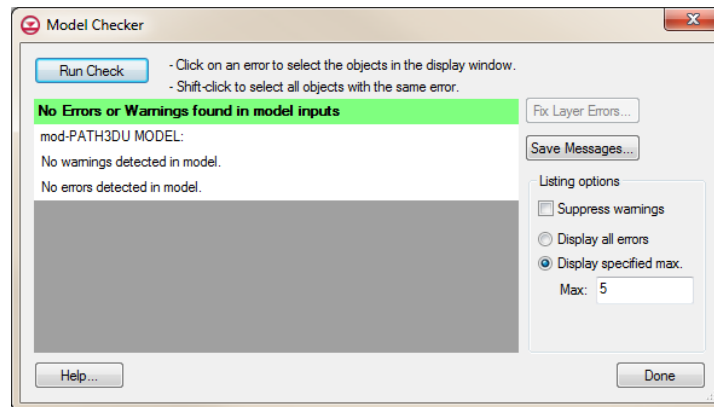 Model Checker
Run Check
- Click on an error to select the objects in the display window.
- Shift-click to select all objects with the same error.
No Errors or Warnings found in model inputs
Fix Layer Errors...
mod-PATH3DU MODEL:
Save Messages...
No warnings detected in model.
No errors detected in model.
Listing options
Suppress warnings
Display all errors
Display specified max.
Max: 5
Help...
Done